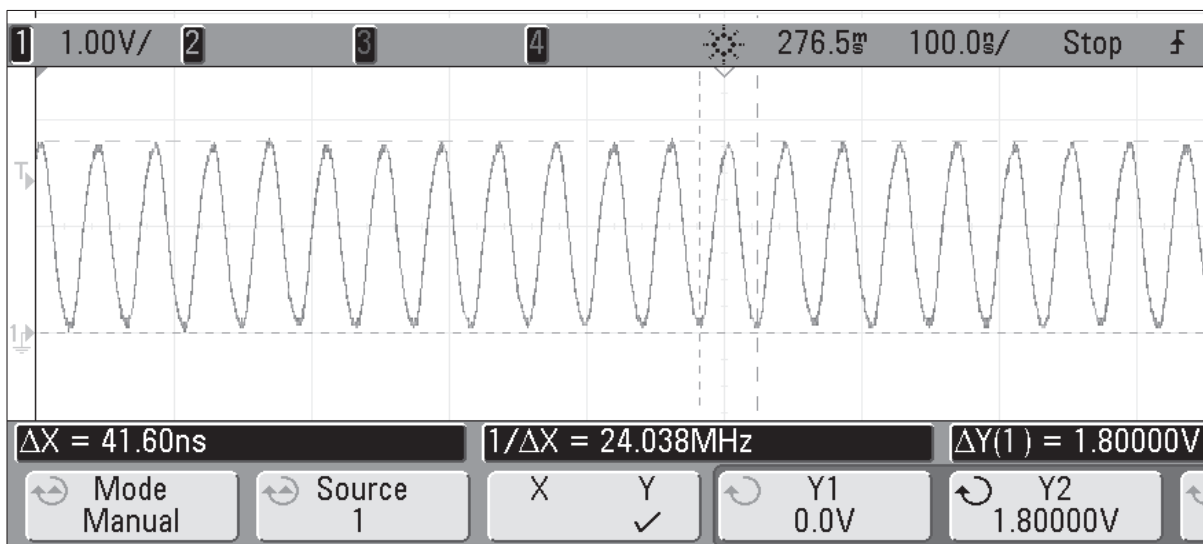 1 1.00V/ 2 3 4 276.5ms 100.0ns/ Stop
T
1
ΔX = 41.60ns 1/ΔX = 24.038MHz ΔY(1) = 1.80000V
Mode Source X Y Y1 Y2
Manual 1 ✓ 0.0V 1.80000V